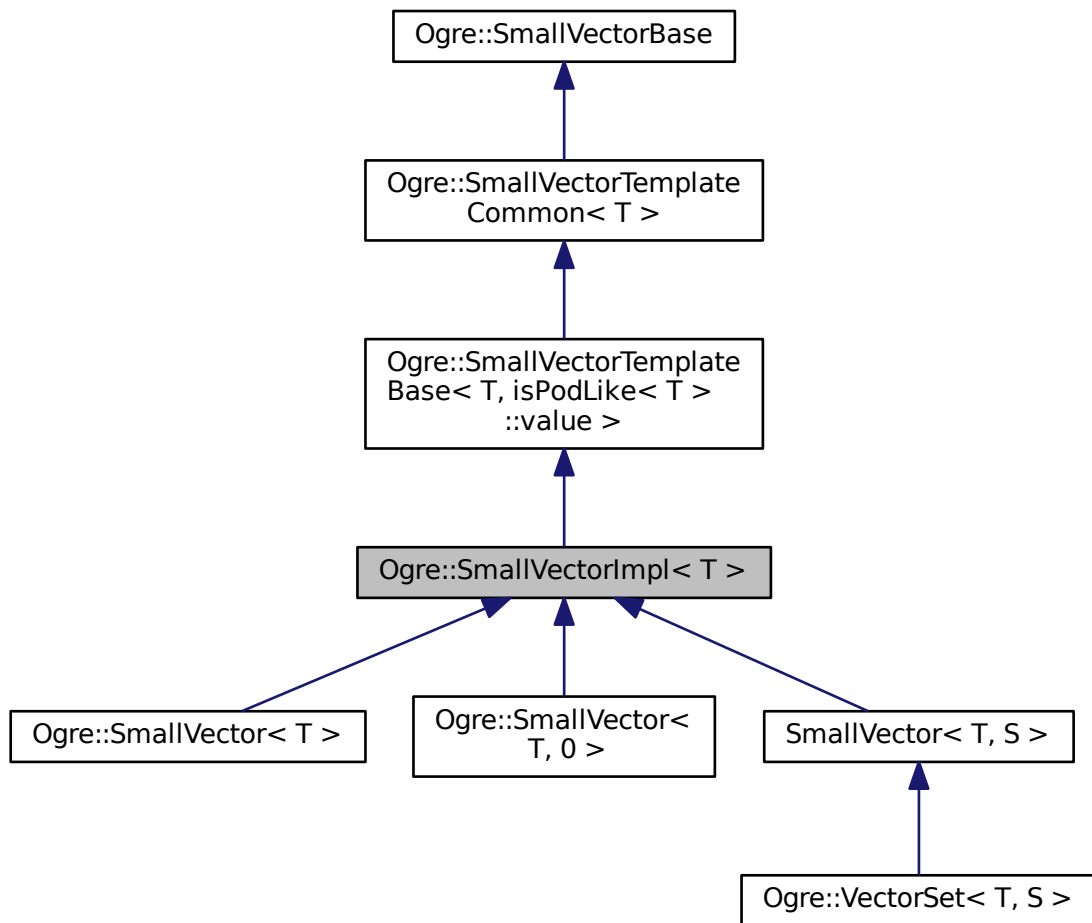 Ogre::SmallVectorBase
Ogre::SmallVectorTemplate
Common< T >
Ogre::SmallVectorTemplate
Base< T, isPodLike< T >
::value >
Ogre::SmallVectorImpl< T >
Ogre::SmallVector< T >
Ogre::SmallVector<
T, 0 >
SmallVector< T, S >
Ogre::VectorSet< T, S >